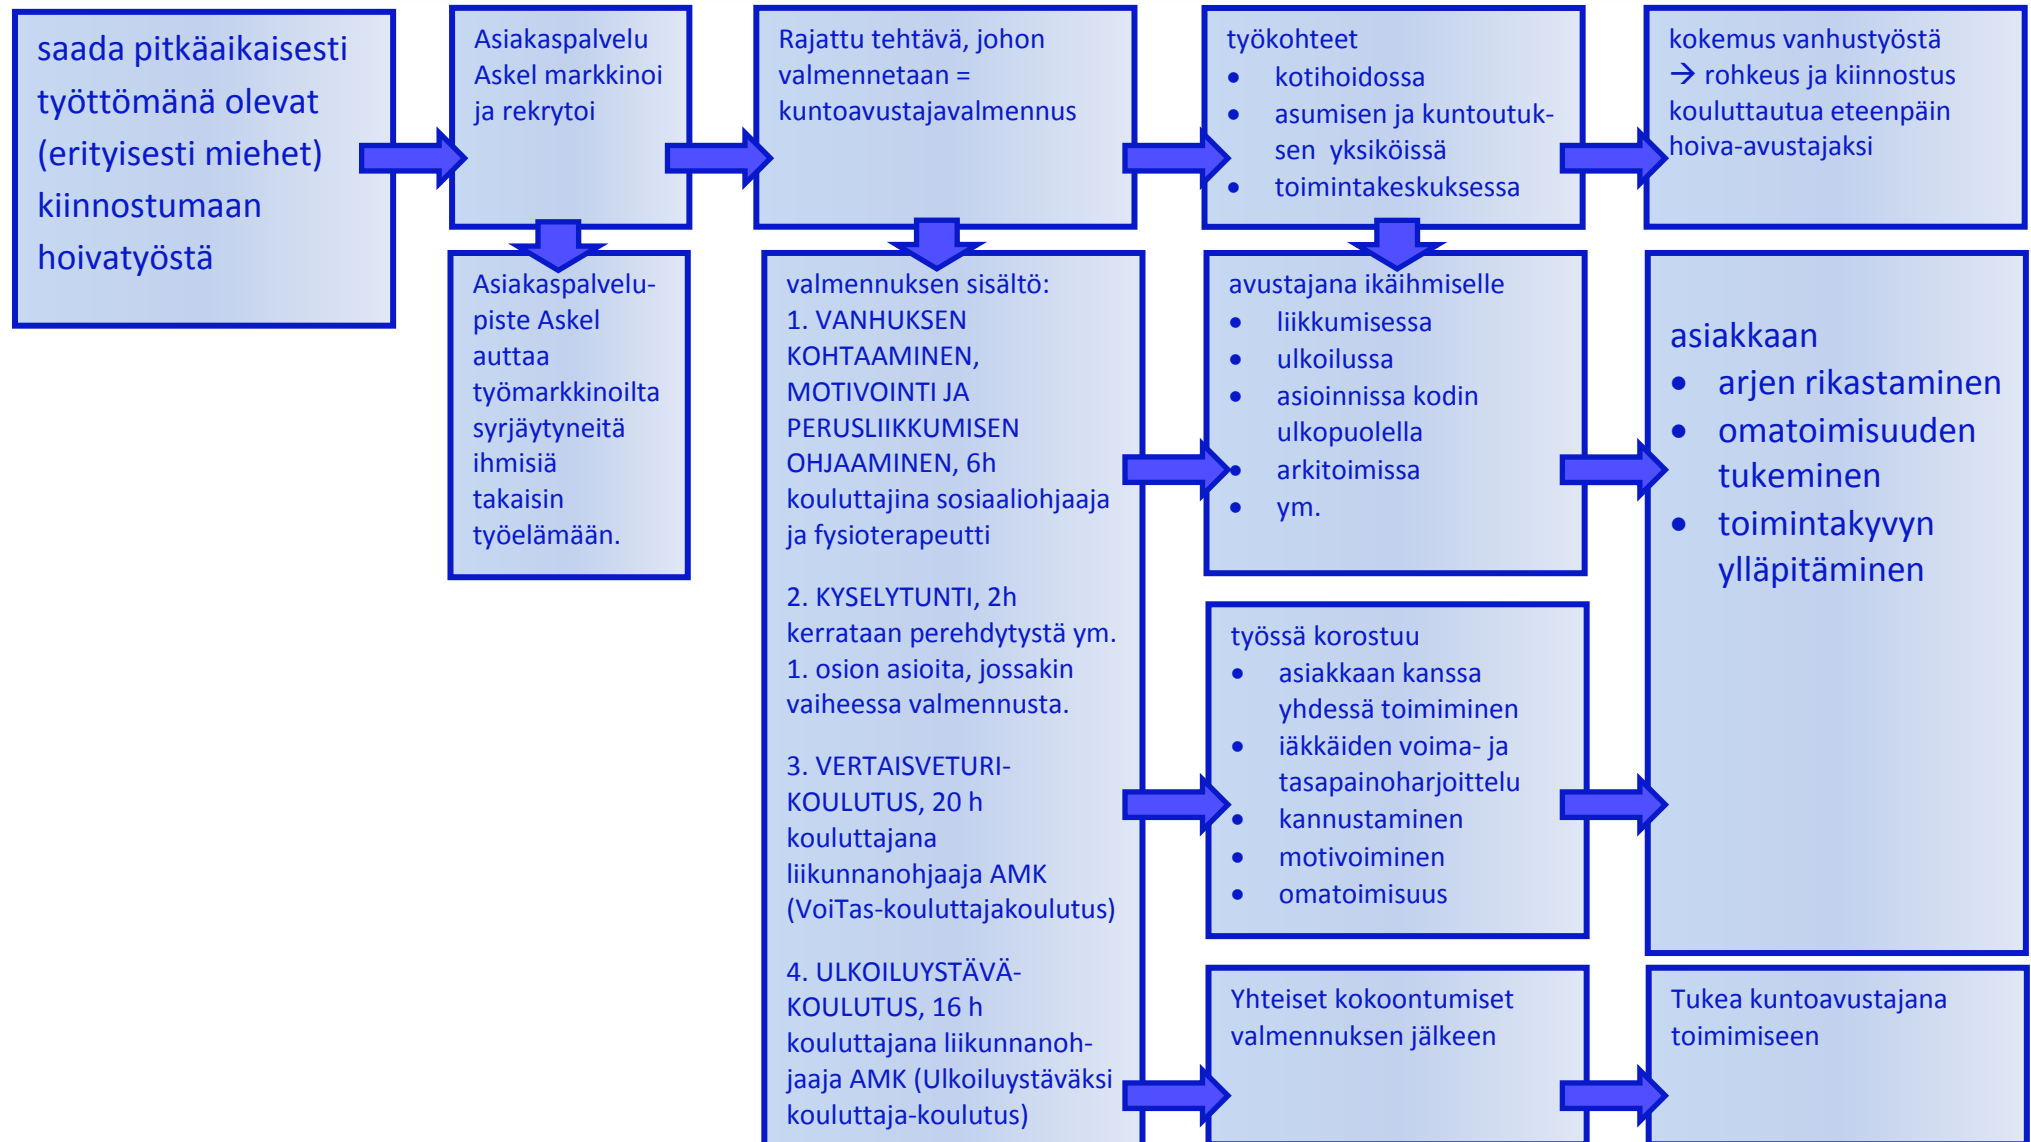 saada pitkäaikaisesti
työttömänä olevat
(erityisesti miehet)
kiinnostumaan
hoivatyöstä
Asiakaspalvelu
Askel markkinoi
ja rekrytoi
Rajattu tehtävä, johon
valmennetaan =
kuntoavustajavalmennus
työkohteet
• kotihoidossa
• asumisen ja kuntoutuk-
sen yksiköissä
• toimintakeskuksessa
kokemus vanhustyöstä
→ rohkeus ja kiinnostus
kouluttautua eteenpäin
hoiva-avustajaksi
Asiakaspalvelu-
piste Askel
auttaa
työmarkkinoilta
syrjäytyneitä
ihmisiä
takaisin
työelämään.
valmennuksen sisältö:
1. VANHUKSEN
KOHTAAMINEN,
MOTIVOINTI JA
PERUSLIIKKUMISEN
OHJAAMINEN, 6h
kouluttajina sosiaaliohjaaja
ja fysioterapeutti
2. KYSELYTUNTI, 2h
kerrataan perehdytystä ym.
1. osion asioita, jossakin
vaiheessa valmennusta.
3. VERTAISVETURI-
KOULUTUS, 20 h
kouluttajana
liikunnanohjaaja AMK
(VoiTas-kouluttajakoulutus)
4. ULKOILUYSTÄVÄ-
KOULUTUS, 16 h
kouluttajana liikunnanoh-
jaaja AMK (Ulkoiluystäväksi
kouluttaja-koulutus)
avustajana ikäihmiselle
• liikkumisessa
• ulkoilussa
• asioinnissa kodin
ulkopuolella
• arkitoimissa
• ym.
työssä korostuu
• asiakkaan kanssa
yhdessä toimiminen
• iäkkäiden voima- ja
tasapainoharjoittelu
• kannustaminen
• motivoiminen
• omatoimisuus
Yhteiset kokoontumiset
valmennuksen jälkeen
asiakkaan
• arjen rikastaminen
• omatoimisuuden
tukeminen
• toimintakyvyn
ylläpitäminen
Tukea kuntoavustajana
toimimiseen